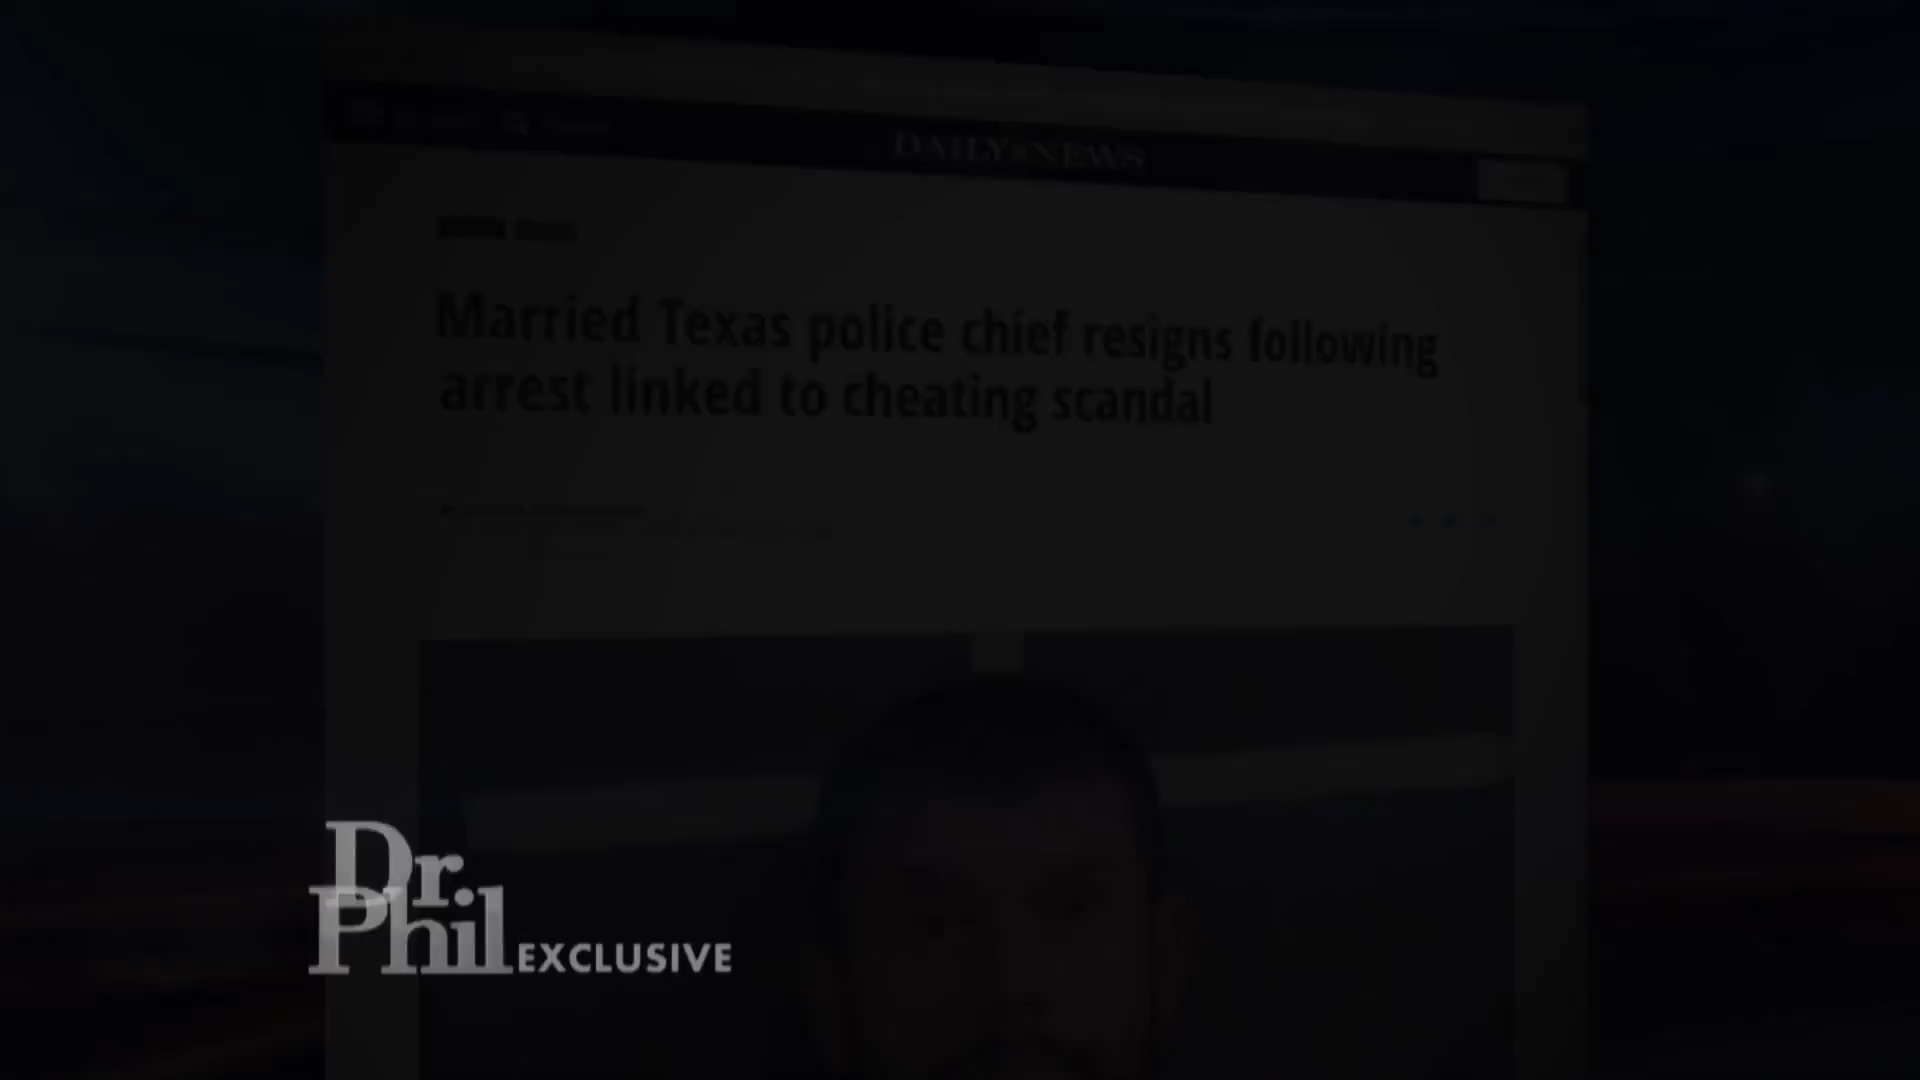 DAILY NEWS
Married Texas police chief resigns following
arrest linked to cheating scandal
Dr.
Phil EXCLUSIVE